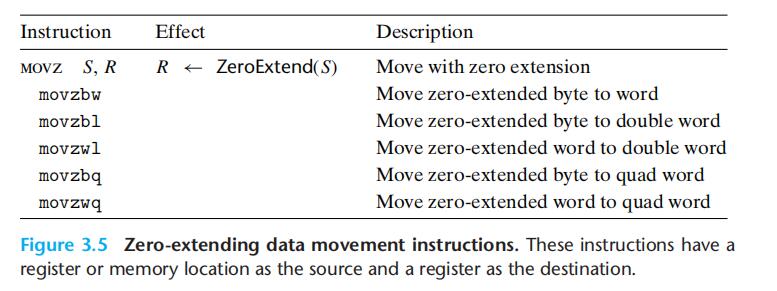 Instruction Effect Description
MOVZ S, R R ← ZeroExtend(S) Move with zero extension
movzbw Move zero-extended byte to word
movzbl Move zero-extended byte to double word
movzwl Move zero-extended word to double word
movzbq Move zero-extended byte to quad word
movzwq Move zero-extended word to quad word
Figure 3.5 Zero-extending data movement instructions. These instructions have a
register or memory location as the source and a register as the destination.